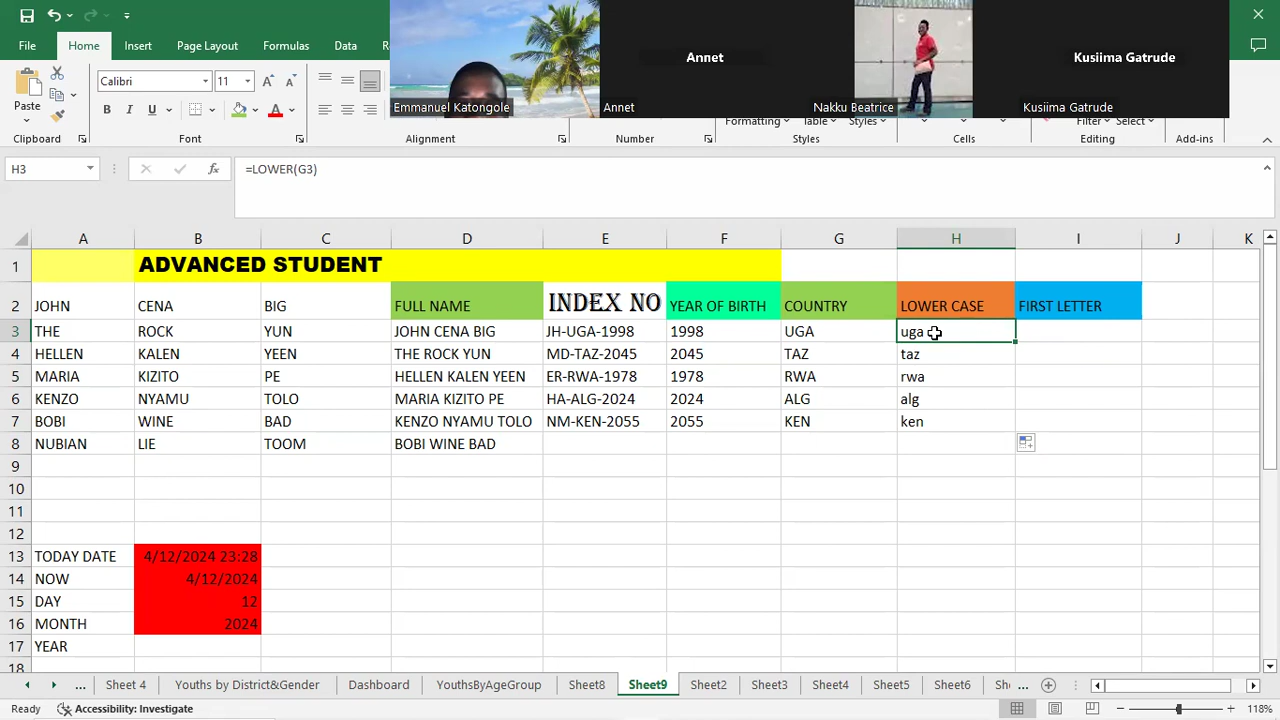 File Home Insert Page Layout Formulas Data
Annet
Kusiima Gatrude
Emmanuel Katongole Annet Nakku Beatrice Kusiima Gatrude
Calibri 11
Paste B I U A
Formatting Table Styles Filter Select
Clipboard Font Alignment Number Styles Cells Editing Add-ins
H3 fx =LOWER(G3)
A B C D E F G H I J K
1 ADVANCED STUDENT
2 JOHN CENA BIG FULL NAME INDEX NO YEAR OF BIRTH COUNTRY LOWER CASE FIRST LETTER
3 THE ROCK YUN JOHN CENA BIG JH-UGA-1998 1998 UGA uga
4 HELLEN KALEN YEEN THE ROCK YUN MD-TAZ-2045 2045 TAZ taz
5 MARIA KIZITO PE HELLEN KALEN YEEN ER-RWA-1978 1978 RWA rwa
6 KENZO NYAMU TOLO MARIA KIZITO PE HA-ALG-2024 2024 ALG alg
7 BOBI WINE BAD KENZO NYAMU TOLO NM-KEN-2055 2055 KEN ken
8 NUBIAN LIE TOOM BOBI WINE BAD
9
10
11
12
13 TODAY DATE 4/12/2024 23:28
14 NOW 4/12/2024
15 DAY 12
16 MONTH 2024
17 YEAR
18
... Sheet 4 Youths by District&Gender Dashboard YouthsByAgeGroup Sheet8 Sheet9 Sheet2 Sheet3 Sheet4 Sheet5 Sheet6 She ...
Ready Accessibility: Investigate 118%